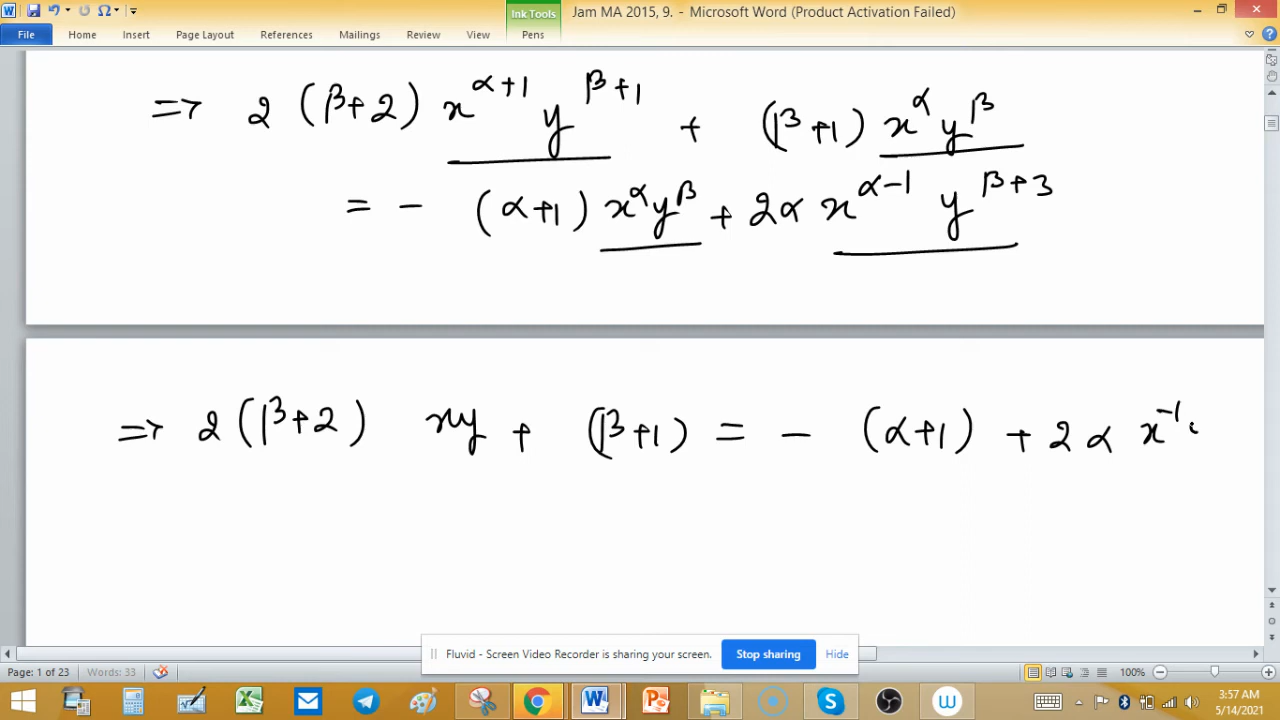 Ink Tools
Jam MA 2015, 9. - Microsoft Word (Product Activation Failed)
File Home Insert Page Layout References Mailings Review View Pens
=> 2 (β+2) x^{α+1} y^{β+1} + (β+1) x^α y^β
= - (α+1) x^α y^β + 2α x^{α-1} y^{β+3}
=> 2 (β+2) xy + (β+1) = - (α+1) + 2α x^{-1}
Fluvid - Screen Video Recorder is sharing your screen. Stop sharing Hide
Page: 1 of 23 Words: 33 100%
3:57 AM
5/14/2021